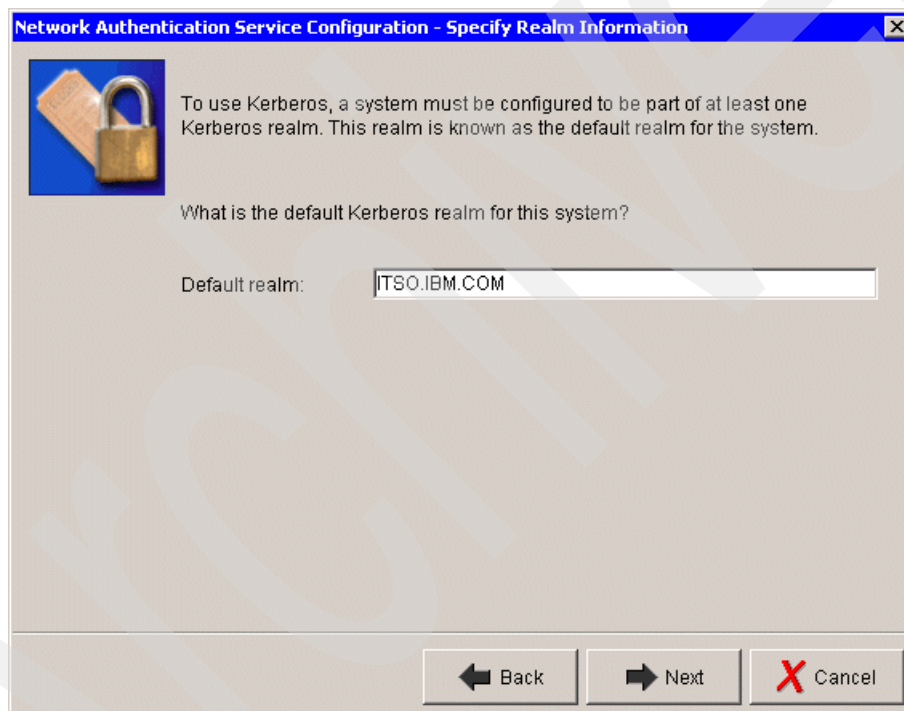 Network Authentication Service Configuration - Specify Realm Information
To use Kerberos, a system must be configured to be part of at least one
Kerberos realm. This realm is known as the default realm for the system.
What is the default Kerberos realm for this system?
Default realm: ITSO.IBM.COM
Back Next Cancel